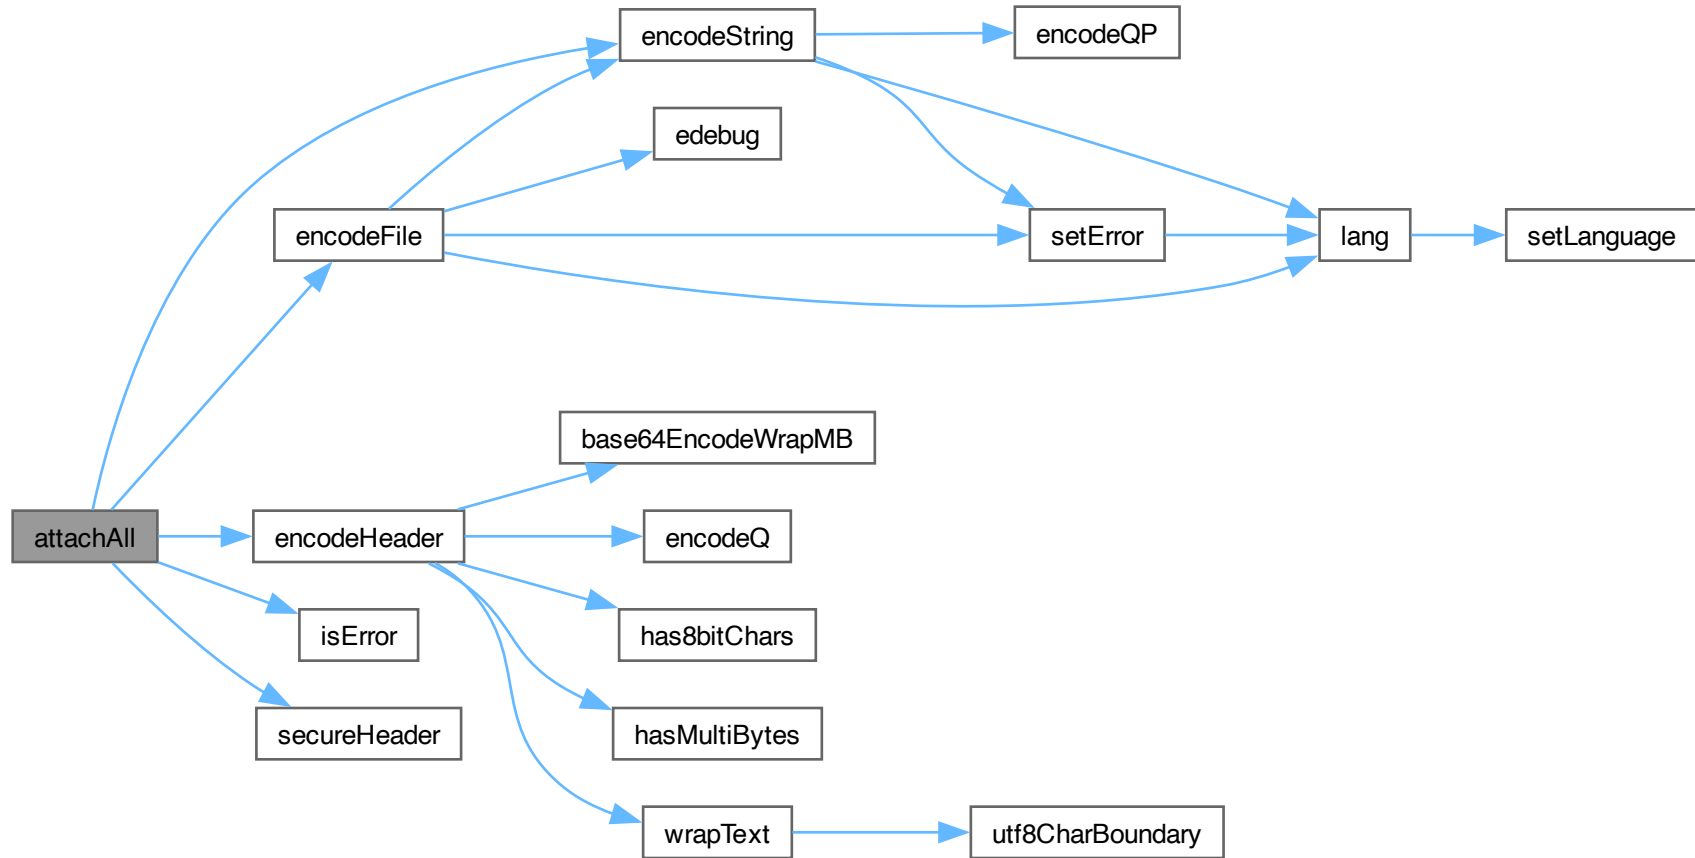 encodeString
encodeQP
edebug
encodeFile
setError
lang
setLanguage
base64EncodeWrapMB
attachAll
encodeHeader
encodeQ
isError
has8bitChars
secureHeader
hasMultiBytes
wrapText
utf8CharBoundary